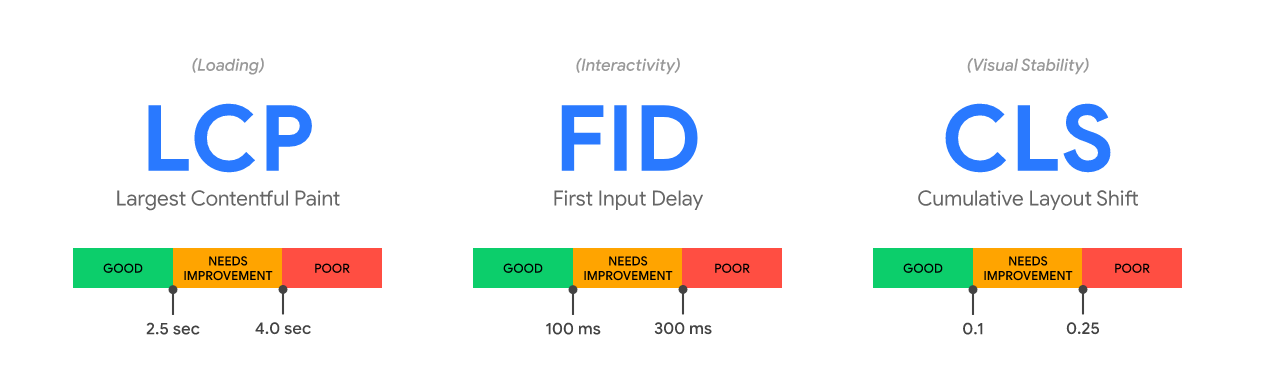 (Loading)
LCP
Largest Contentful Paint
GOOD
NEEDS
IMPROVEMENT
POOR
2.5 sec
4.0 sec
(Interactivity)
FID
First Input Delay
GOOD
NEEDS
IMPROVEMENT
POOR
100 ms
300 ms
(Visual Stability)
CLS
Cumulative Layout Shift
GOOD
NEEDS
IMPROVEMENT
POOR
0.1
0.25